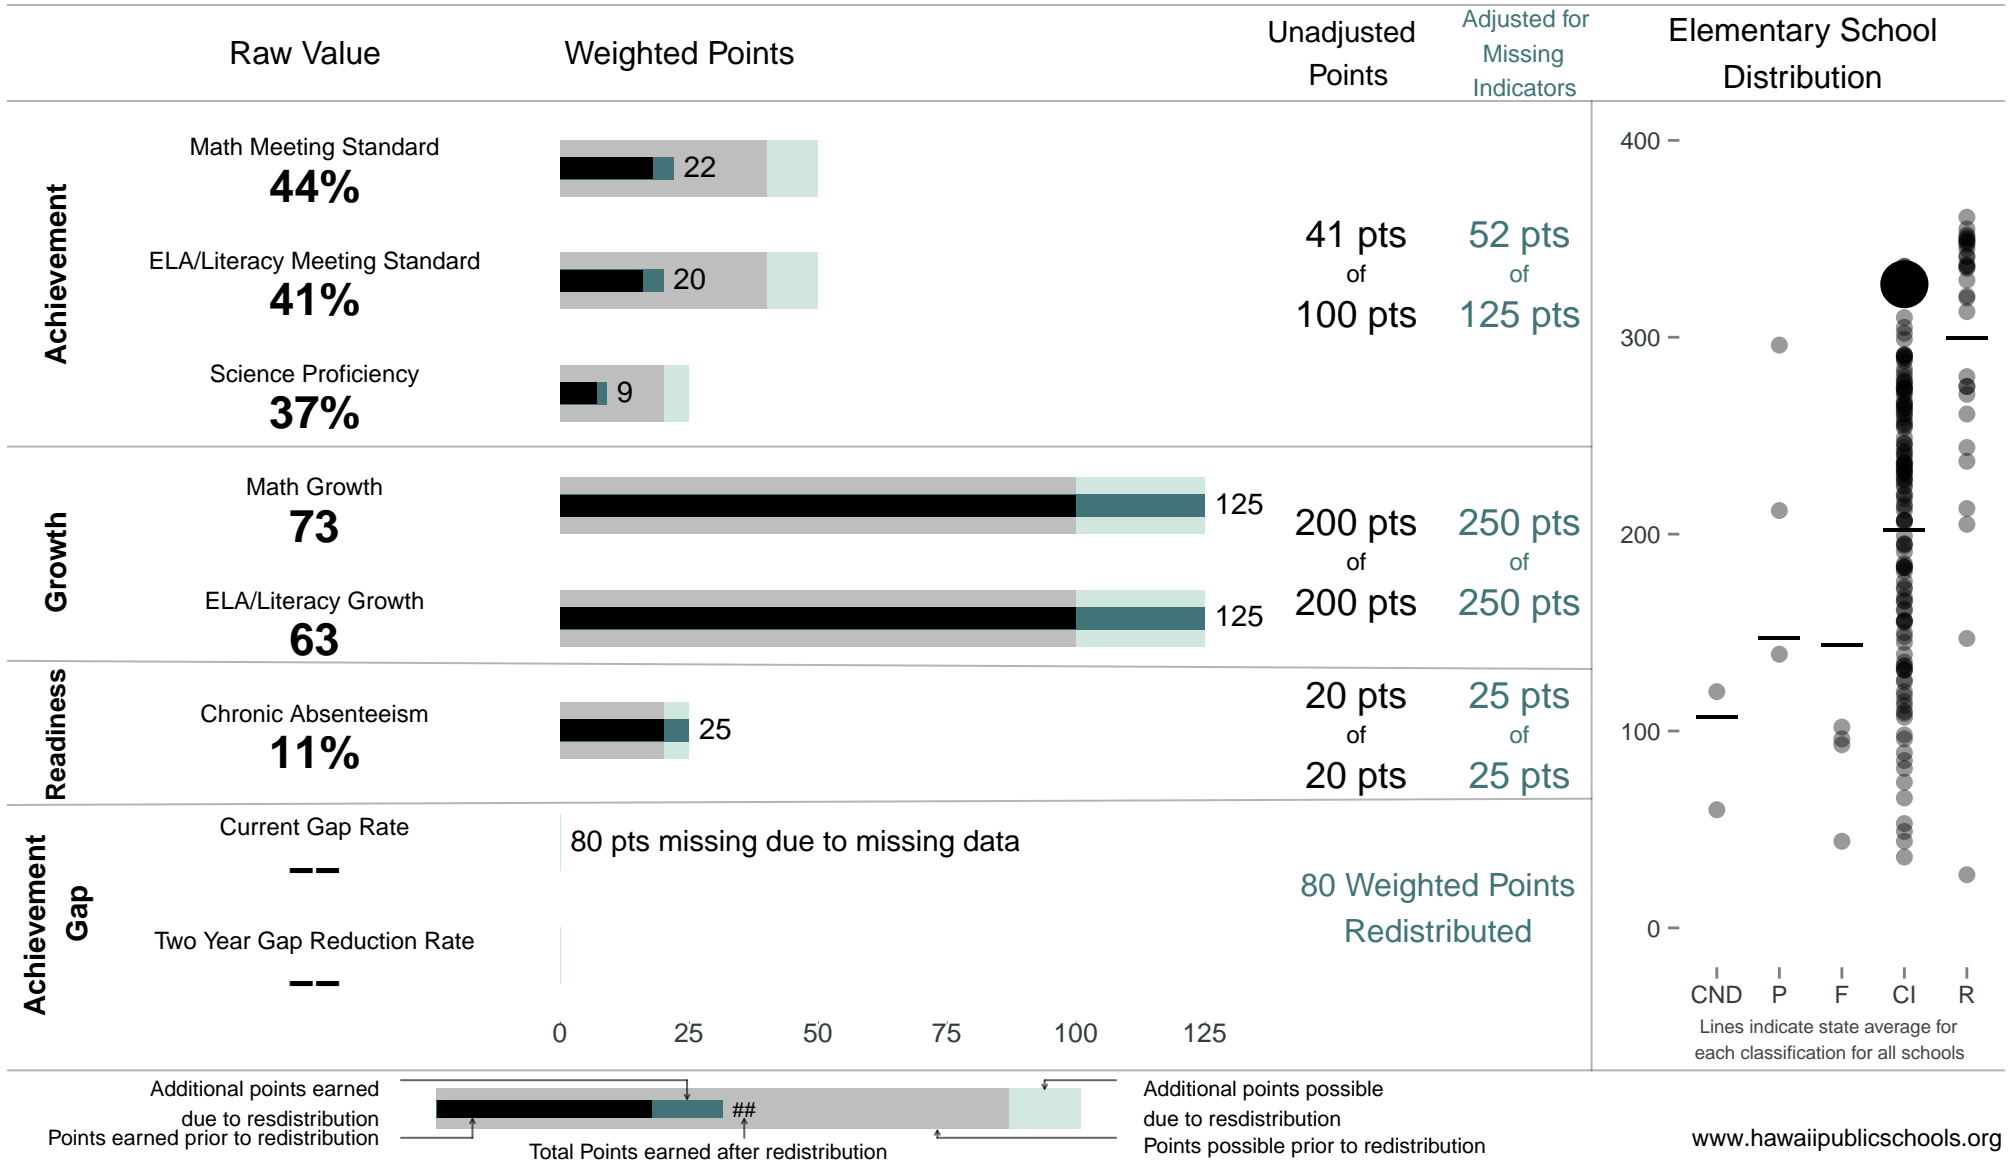 Raw Value
Weighted Points
Unadjusted
Points
Adjusted for
Missing
Indicators
Elementary School
Distribution
Achievement
Math Meeting Standard
44%
22
ELA/Literacy Meeting Standard
41%
20
Science Proficiency
37%
9
41 pts
of
100 pts
52 pts
of
125 pts
Growth
Math Growth
73
125
ELA/Literacy Growth
63
125
200 pts
of
200 pts
250 pts
of
250 pts
Readiness
Chronic Absenteeism
11%
25
20 pts
of
20 pts
25 pts
of
25 pts
Achievement
Gap
Current Gap Rate
--
80 pts missing due to missing data
Two Year Gap Reduction Rate
--
80 Weighted Points
Redistributed
0 25 50 75 100 125
400
300
200
100
0
CND P F CI R
Lines indicate state average for
each classification for all schools
Additional points earned
due to resdistribution
Points earned prior to redistribution
##
Total Points earned after redistribution
Additional points possible
due to resdistribution
Points possible prior to redistribution
www.hawaiipublicschools.org